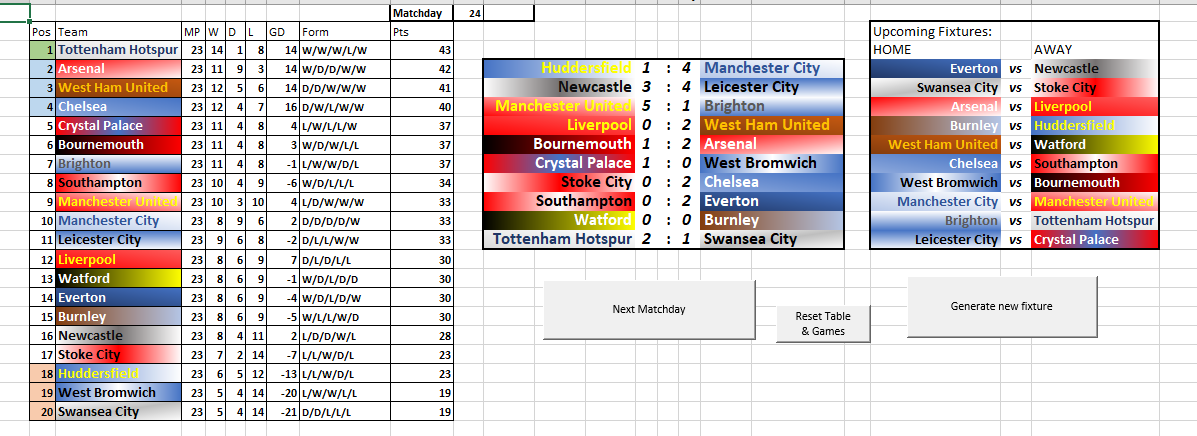 Matchday 24
Pos Team MP W D L GD Form Pts
1 Tottenham Hotspur 23 14 1 8 14 W/W/W/L/W 43
2 Arsenal 23 11 9 3 14 W/D/D/W/W 42
3 West Ham United 23 12 5 6 14 D/W/D/W/W 41
4 Chelsea 23 12 4 7 16 D/W/L/W/W 40
5 Crystal Palace 23 11 4 8 4 L/W/L/L/W 37
6 Bournemouth 23 11 4 8 3 W/D/W/L/L 37
7 Brighton 23 11 4 8 -1 L/W/W/D/L 37
8 Southampton 23 10 4 9 -6 W/D/L/L/L 34
9 Manchester United 23 10 3 10 4 L/D/W/W/W 33
10 Manchester City 23 8 9 6 2 D/D/D/D/W 33
11 Leicester City 23 9 6 8 -2 D/L/L/W/W 33
12 Liverpool 23 8 6 9 7 D/L/D/L/L 30
13 Watford 23 8 6 9 -1 W/D/L/D/D 30
14 Everton 23 8 6 9 -4 W/D/L/D/W 30
15 Burnley 23 8 6 9 -5 W/L/L/W/D 30
16 Newcastle 23 8 4 11 2 L/D/D/W/L 28
17 Stoke City 23 7 2 14 -7 L/L/W/D/L 23
18 Huddersfield 23 6 5 12 -13 L/L/W/D/L 23
19 West Bromwich 23 5 4 14 -20 L/W/W/L/L 19
20 Swansea City 23 5 4 14 -21 D/D/L/L/L 19
Huddersfield 1 : 4 Manchester City
Newcastle 3 : 4 Leicester City
Manchester United 5 : 1 Brighton
Liverpool 0 : 2 West Ham United
Bournemouth 1 : 2 Arsenal
Crystal Palace 1 : 0 West Bromwich
Stoke City 0 : 2 Chelsea
Southampton 0 : 2 Everton
Watford 0 : 0 Burnley
Tottenham Hotspur 2 : 1 Swansea City
Next Matchday
Reset Table
& Games
Upcoming Fixtures:
HOME AWAY
Everton vs Newcastle
Swansea City vs Stoke City
Arsenal vs Liverpool
Burnley vs Huddersfield
West Ham United vs Watford
Chelsea vs Southampton
West Bromwich vs Bournemouth
Manchester City vs Manchester United
Brighton vs Tottenham Hotspur
Leicester City vs Crystal Palace
Generate new fixture